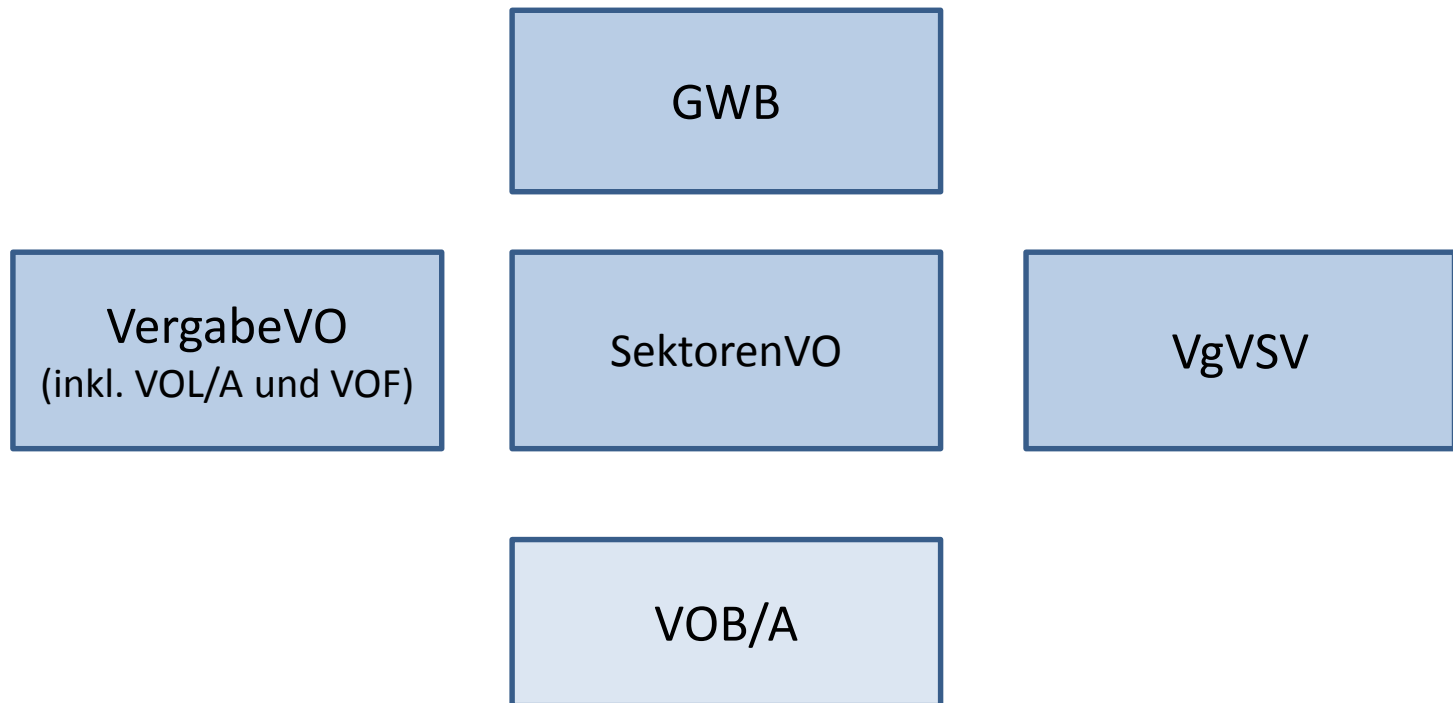 GWB
VergabeVO
(inkl. VOL/A und VOF)
SektorenVO
VgVSV
VOB/A